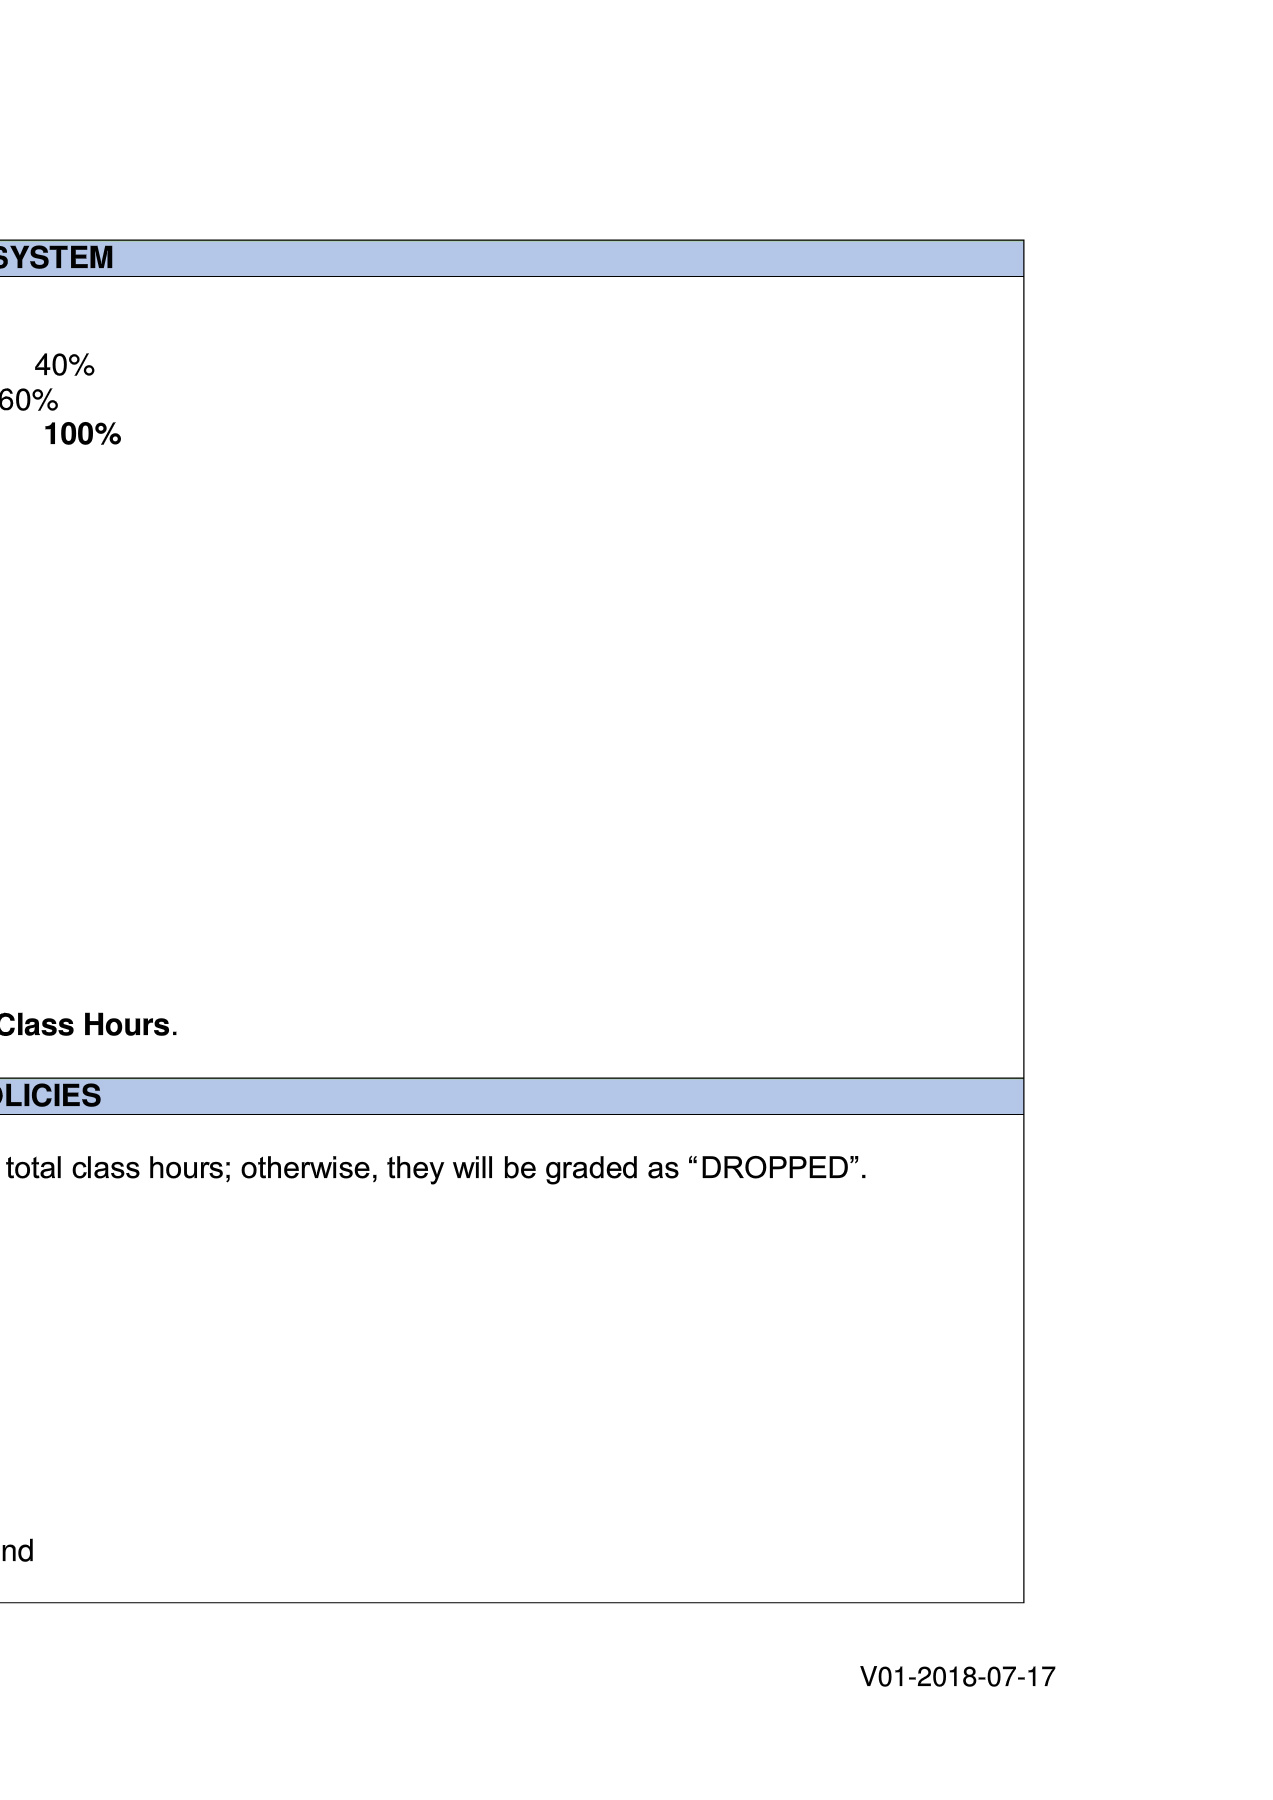 SYSTEM
40%
60%
100%
Class Hours.
OLICIES
total class hours; otherwise, they will be graded as “DROPPED”.
nd
V01-2018-07-17